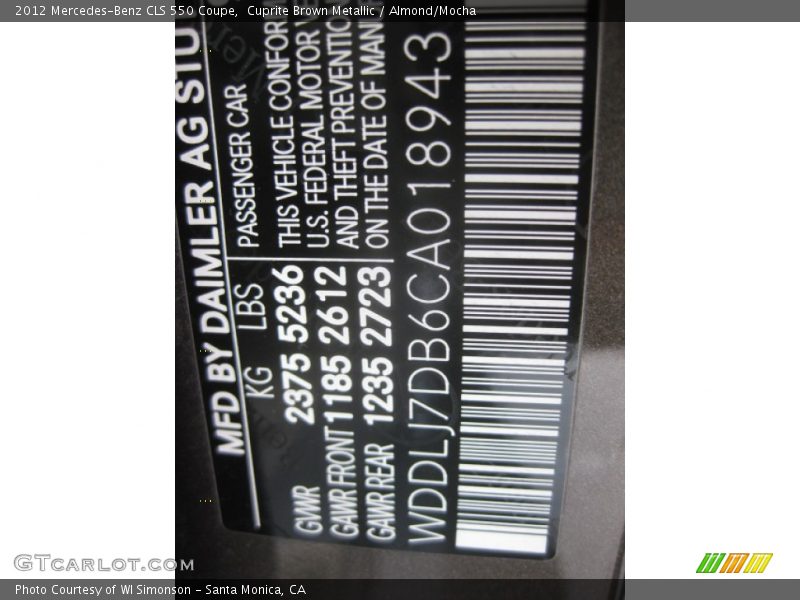 2012 Mercedes-Benz CLS 550 Coupe,  Cuprite Brown Metallic / Almond/Mocha
MFD BY DAIMLER AG STU
KG LBS PASSENGER CAR
GVWR 2375 5236 THIS VEHICLE CONFOR
GAWR FRONT 1185 2612 U.S. FEDERAL MOTOR
AND THEFT PREVENTIO
GAWR REAR 1235 2723 ON THE DATE OF MAN
WDDLJ7DB6CA018943
GTcarlot.com
Photo Courtesy of WI Simonson – Santa Monica, CA